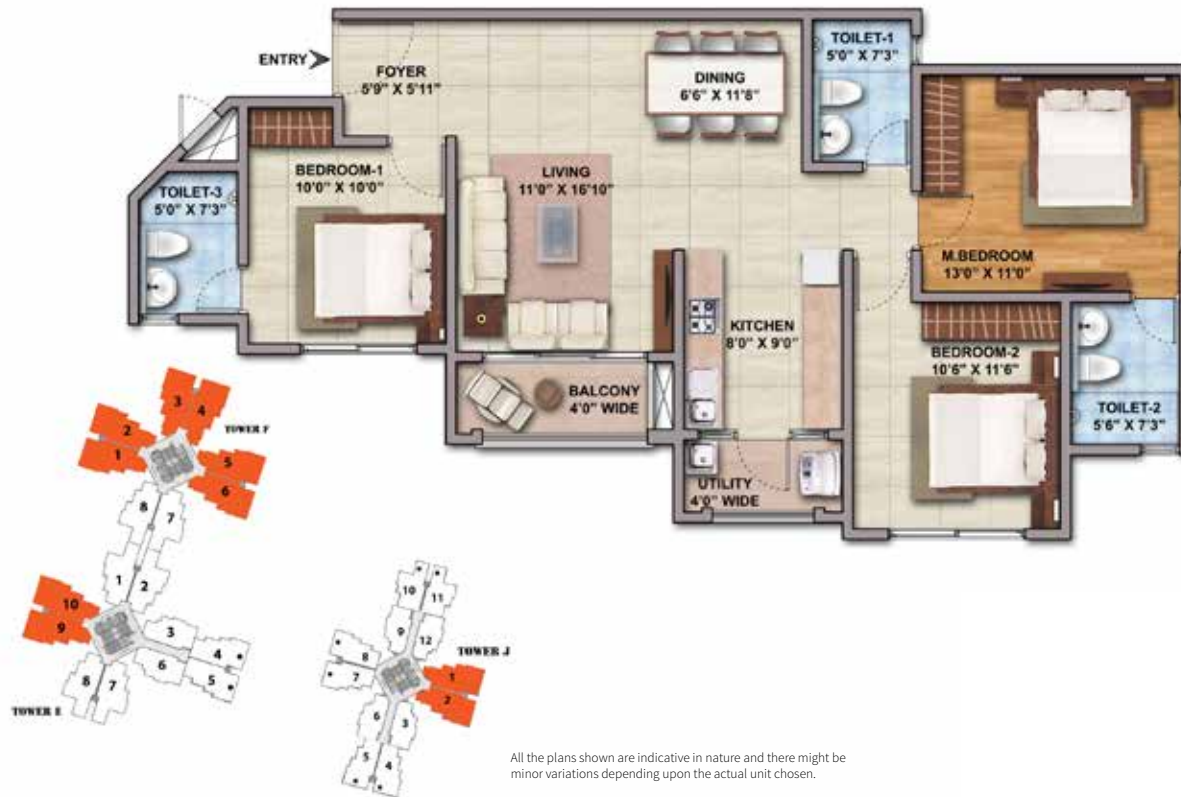 ENTRY
FOYER
5'9" X 5'11"
DINING
6'6" X 11'8"
TOILET-1
5'0" X 7'3"
BEDROOM-1
10'0" X 10'0"
LIVING
11'0" X 16'10"
TOILET-3
5'0" X 7'3"
M.BEDROOM
13'0" X 11'0"
KITCHEN
8'0" X 9'0"
BEDROOM-2
10'6" X 11'6"
BALCONY
4'0" WIDE
TOILET-2
5'6" X 7'3"
UTILITY
4'0" WIDE
3
4
2
1
TOWER F
5
6
8
7
1
2
10
9
3
4
6
5
8
7
TOWER E
10
11
9
12
8
7
TOWER J
1
2
6
3
5
4
All the plans shown are indicative in nature and there might be
minor variations depending upon the actual unit chosen.